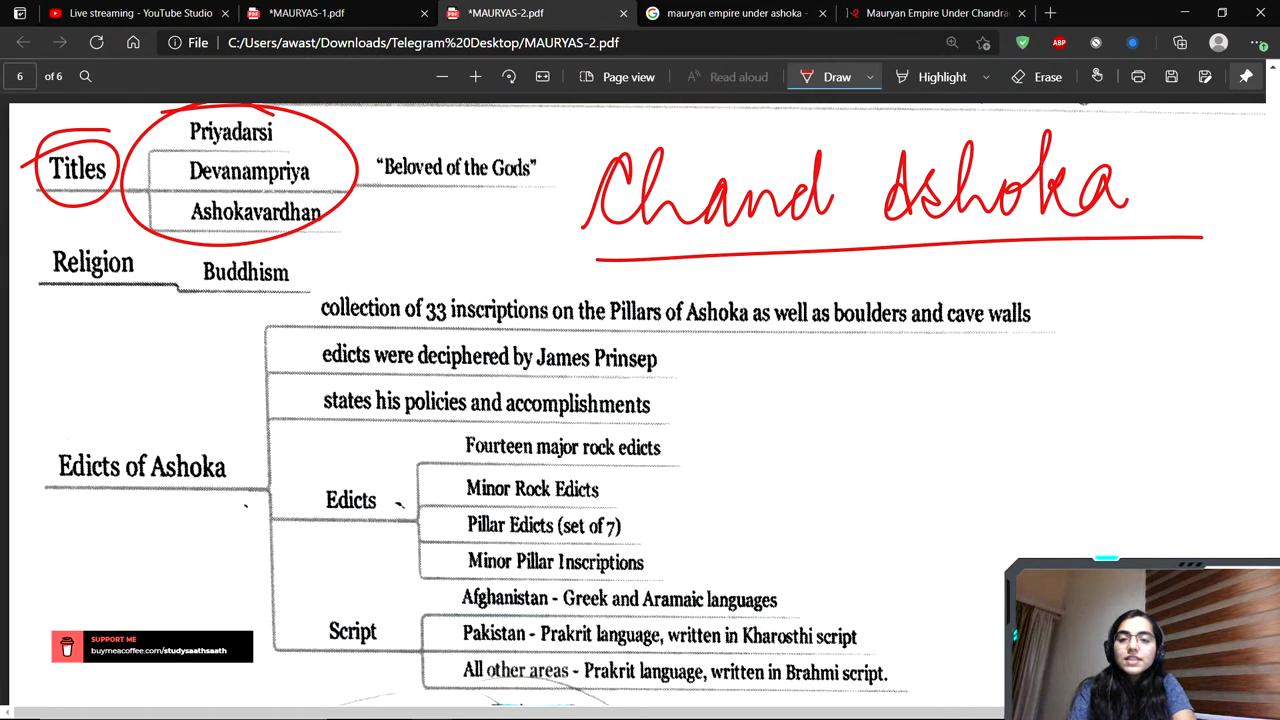 Live streaming - YouTube Studio
*MAURYAS-1.pdf
*MAURYAS-2.pdf
mauryan empire under ashoka -
Mauryan Empire Under Chandra
File C:/Users/awast/Downloads/Telegram%20Desktop/MAURYAS-2.pdf
ABP
6 of 6
Page view
Read aloud
Draw
Highlight
Erase
Titles
Priyadarsi
Devanampriya
Ashokavardhan
"Beloved of the Gods"
Chand Ashoka
Religion
Buddhism
Edicts of Ashoka
collection of 33 inscriptions on the Pillars of Ashoka as well as boulders and cave walls
edicts were deciphered by James Prinsep
states his policies and accomplishments
Edicts
Fourteen major rock edicts
Minor Rock Edicts
Pillar Edicts (set of 7)
Minor Pillar Inscriptions
Script
Afghanistan - Greek and Aramaic languages
Pakistan - Prakrit language, written in Kharosthi script
All other areas - Prakrit language, written in Brahmi script.
SUPPORT ME
buymeacoffee.com/studysaathsaath